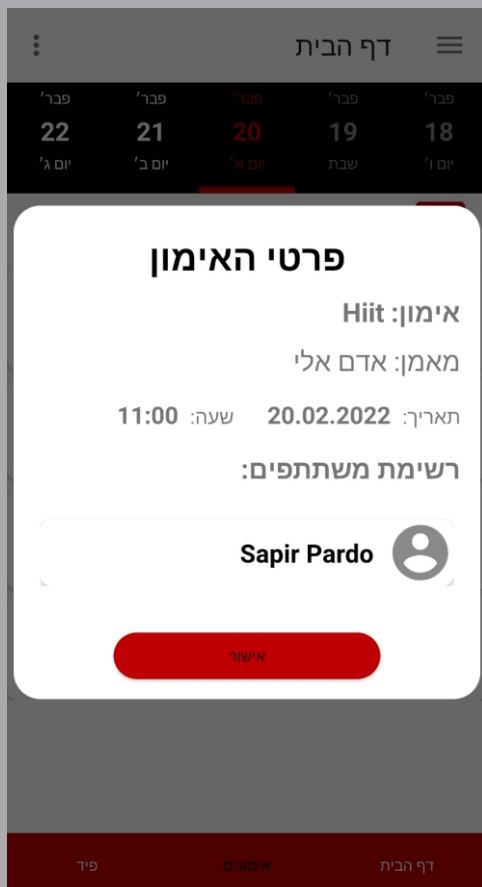 דף הבית
פבר׳ פבר׳ פבר׳ פבר׳ פבר׳
18 19 20 21 22
יום ו׳ שבת יום א׳ יום ב׳ יום ג׳
פרטי האימון
אימון: Hiit
מאמן: אדם אלי
תאריך: 20.02.2022 שעה: 11:00
רשימת משתתפים:
Sapir Pardo
אישור
דף הבית אימונים פיד